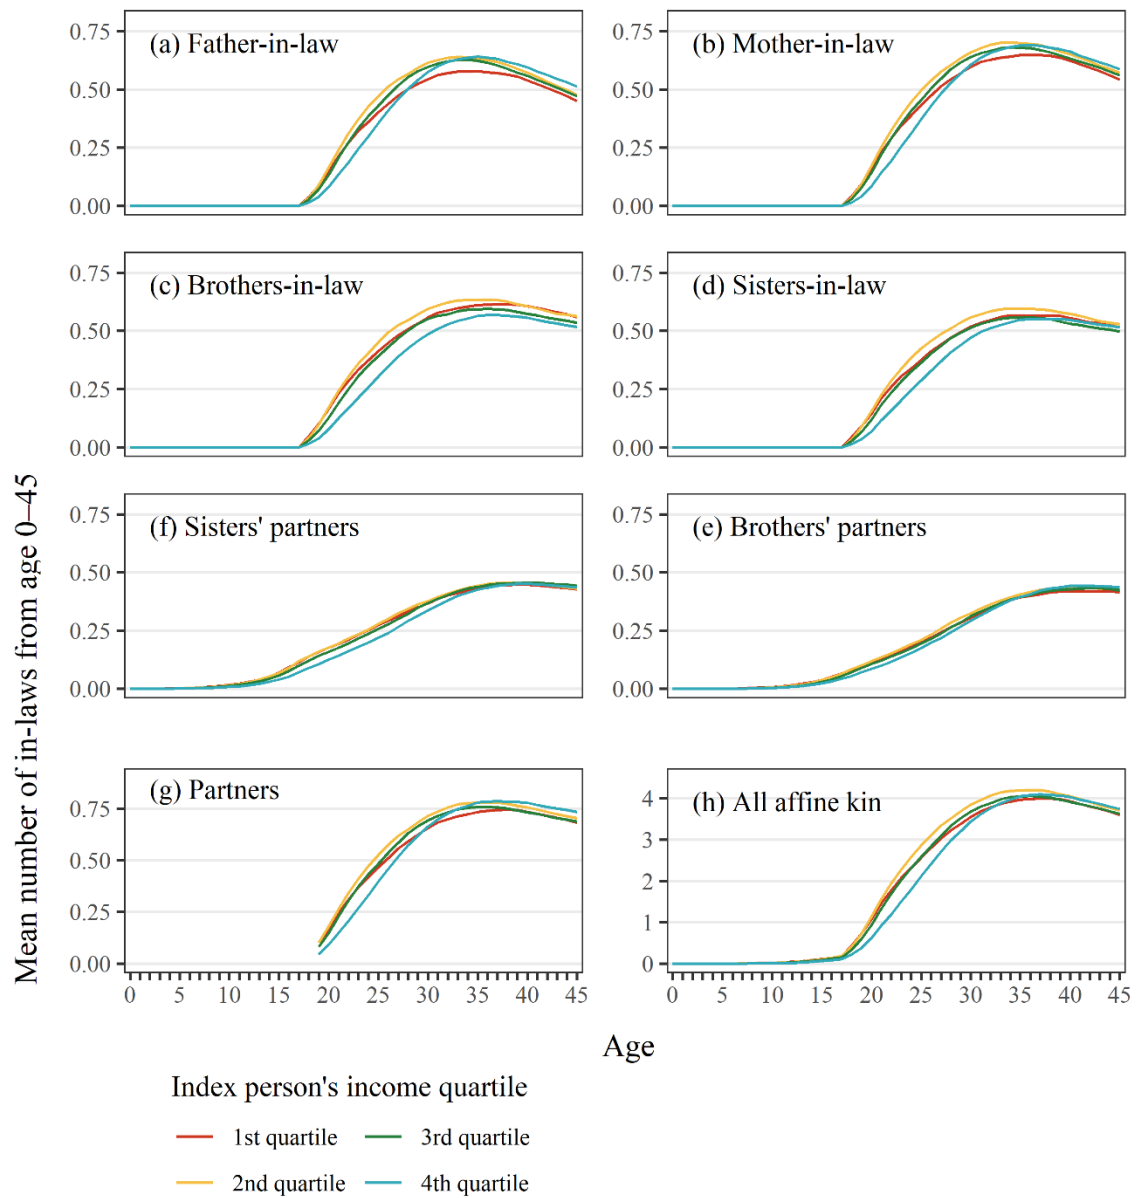 Mean number of in-laws from age 0–45
(a) Father-in-law
0.75
0.50
0.25
0.00
(b) Mother-in-law
0.75
0.50
0.25
0.00
(c) Brothers-in-law
0.75
0.50
0.25
0.00
(d) Sisters-in-law
0.75
0.50
0.25
0.00
(f) Sisters' partners
0.75
0.50
0.25
0.00
(e) Brothers' partners
0.75
0.50
0.25
0.00
(g) Partners
0.75
0.50
0.25
0.00
0 5 10 15 20 25 30 35 40 45
(h) All affine kin
4
3
2
1
0
0 5 10 15 20 25 30 35 40 45
Age
Index person's income quartile
1st quartile
3rd quartile
2nd quartile
4th quartile